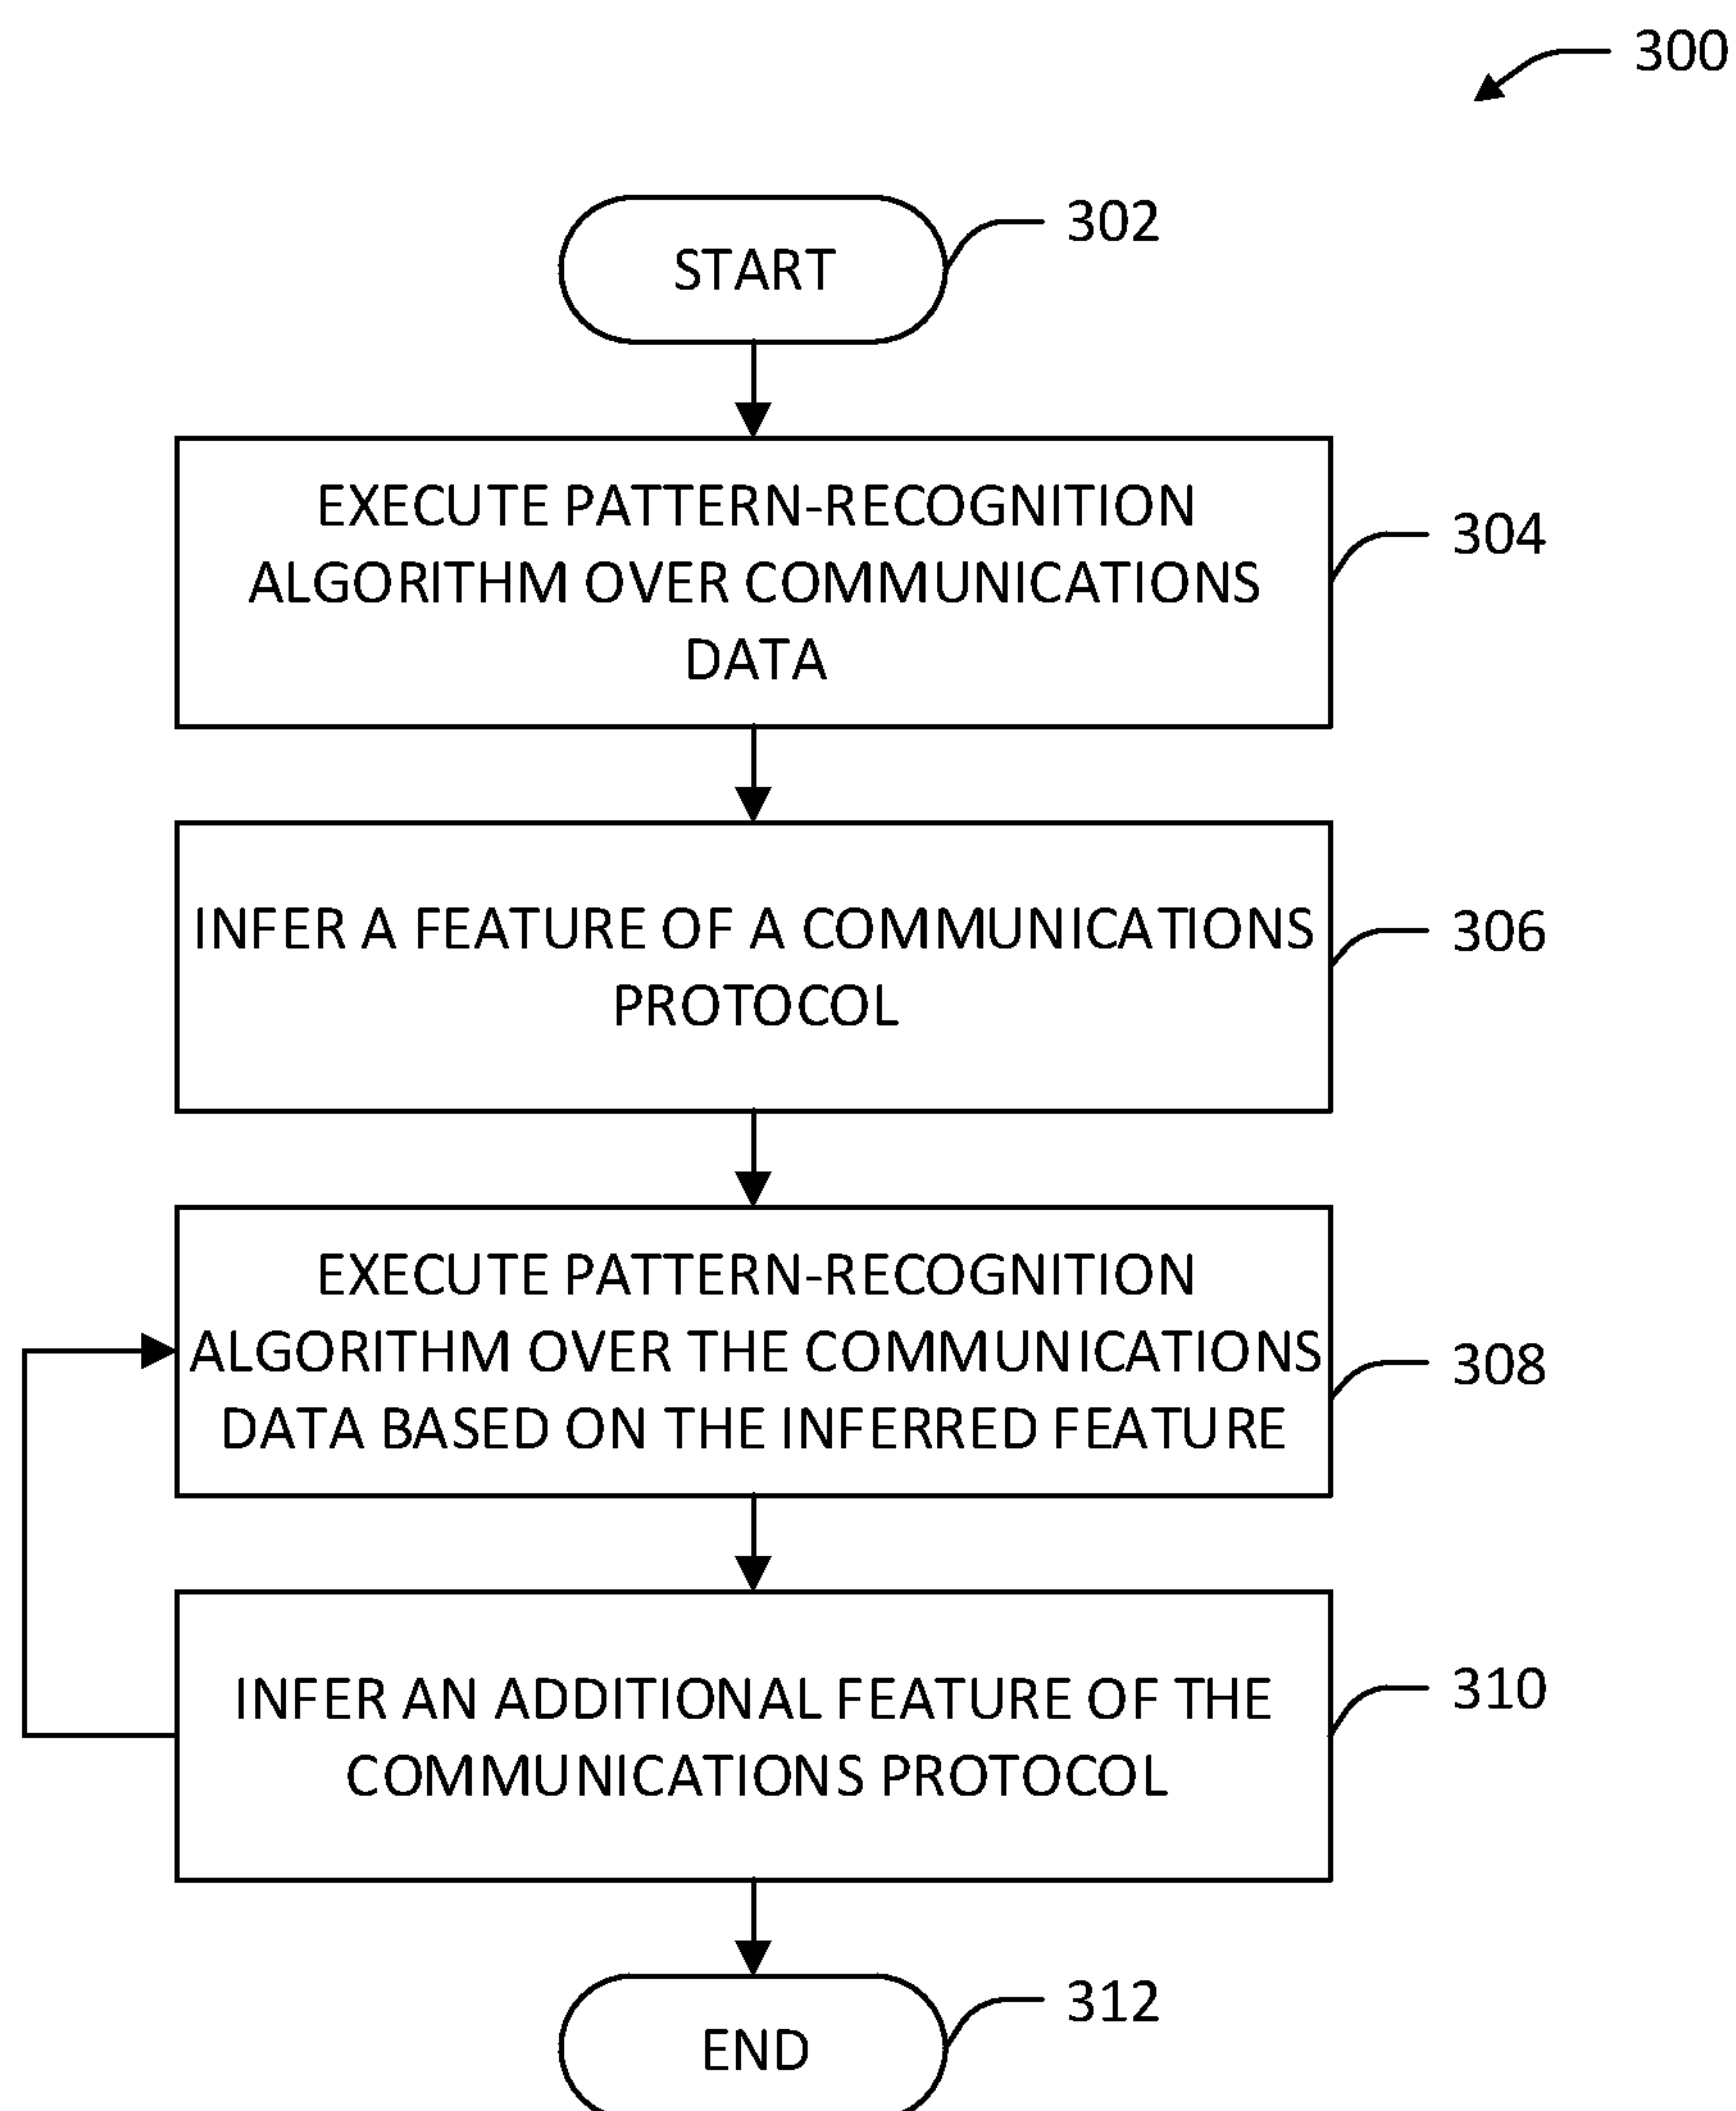 300
START
302
EXECUTE PATTERN-RECOGNITION
ALGORITHM OVER COMMUNICATIONS
DATA
304
INFER A FEATURE OF A COMMUNICATIONS
PROTOCOL
306
EXECUTE PATTERN-RECOGNITION
ALGORITHM OVER THE COMMUNICATIONS
DATA BASED ON THE INFERRED FEATURE
308
INFER AN ADDITIONAL FEATURE OF THE
COMMUNICATIONS PROTOCOL
310
END
312